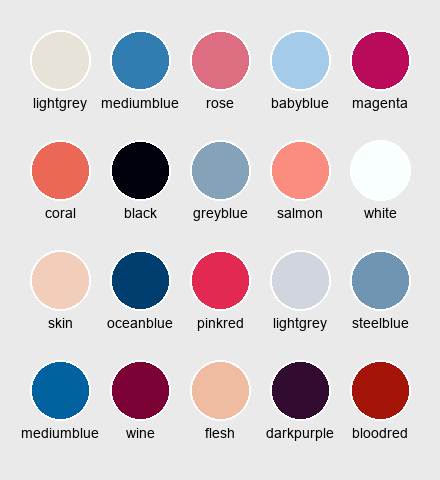 lightgrey mediumblue rose babyblue magenta
coral black greyblue salmon white
skin oceanblue pinkred lightgrey steelblue
mediumblue wine flesh darkpurple bloodred